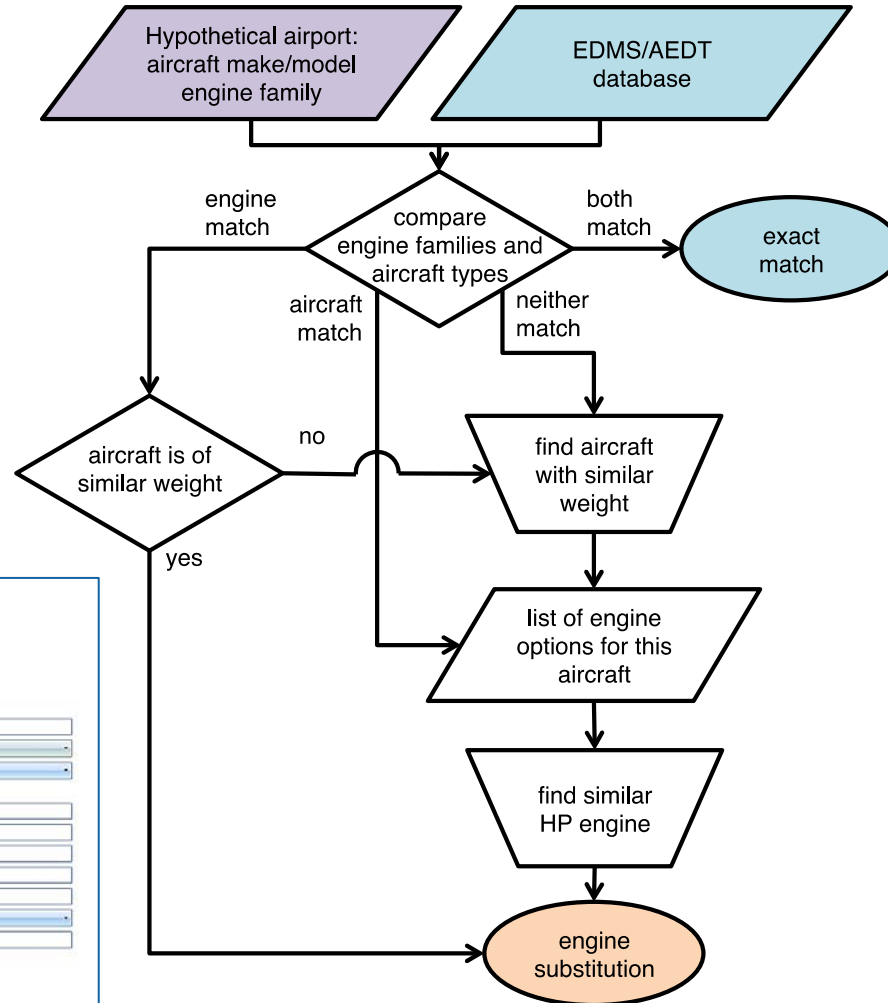 Hypothetical airport:
aircraft make/model
engine family
EDMS/AEDT
database
engine
match
compare
engine families and
aircraft types
both
match
exact
match
aircraft
match
neither
match
aircraft is of
similar weight
no
find aircraft
with similar
weight
yes
list of engine
options for this
aircraft
find similar
HP engine
engine
substitution